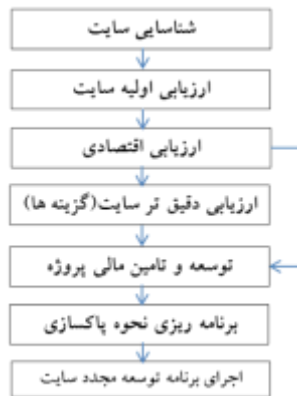 شناسایی سایت
ارزیابی اولیه سایت
ارزیابی اقتصادی
ارزیابی دقیق تر سایت(گزینه ها)
توسعه و تامین مالی پروژه
برنامه ریزی نحوه پاکسازی
اجرای برنامه توسعه مجدد سایت